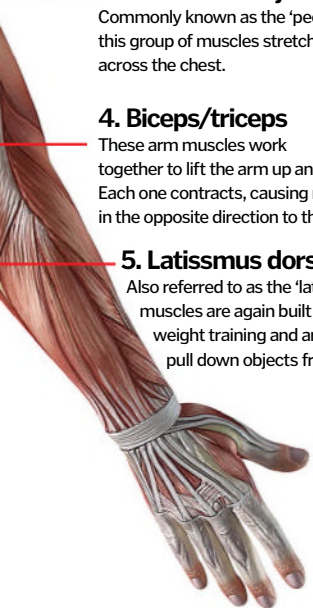 Commonly known as the ‘pec
this group of muscles stretch
across the chest.
4. Biceps/triceps
These arm muscles work
together to lift the arm up an
Each one contracts, causing
in the opposite direction to th
5. Latissmus dors
Also referred to as the ‘lat
muscles are again built
weight training and ar
pull down objects fr